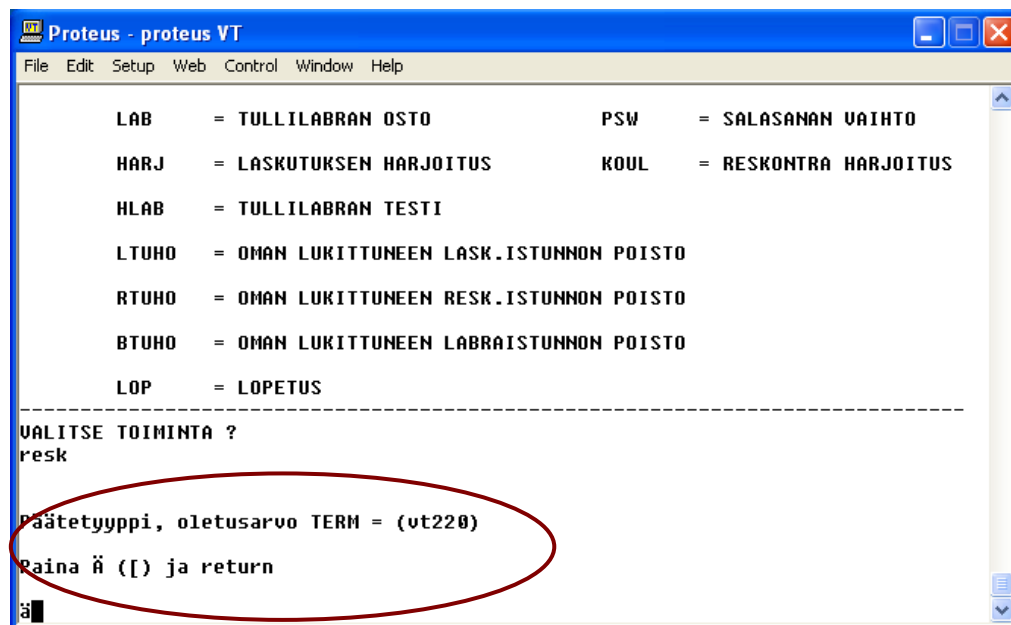 Proteus - proteus VT
File Edit Setup Web Control Window Help
LAB = TULLILABRAN OSTO PSW = SALASANAN VAIHTO
HARJ = LASKUTUKSEN HARJOITUS KOUL = RESKONTRA HARJOITUS
HLAB = TULLILABRAN TESTI
LTUHO = OMAN LUKITTUNEEN LASK.ISTUNNON POISTO
RTUHO = OMAN LUKITTUNEEN RESK.ISTUNNON POISTO
BTUHO = OMAN LUKITTUNEEN LABRAISTUNNON POISTO
LOP = LOPETUS
-------------------------------------------------------------------------------
VALITSE TOIMINTA ?
resk
Päätetyyppi, oletusarvo TERM = (vt220)
Paina Ä ([) ja return
ä